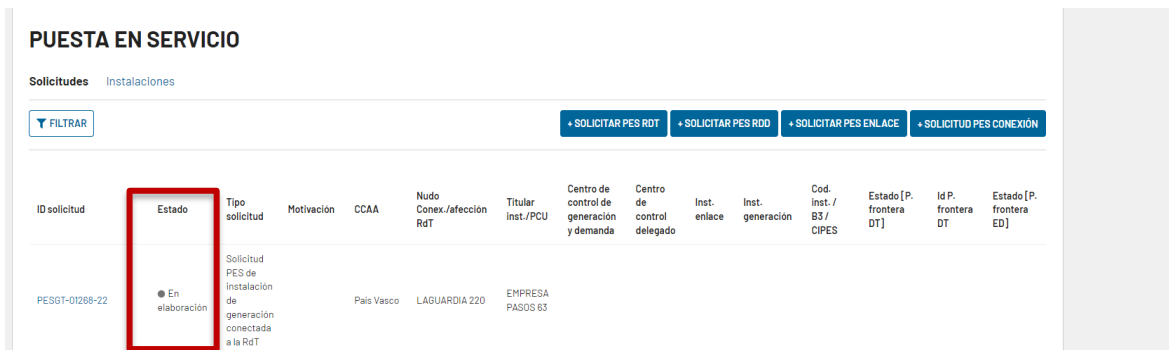 PUESTA EN SERVICIO
Solicitudes Instalaciones
FILTRAR
+ SOLICITAR PES RDT
+ SOLICITAR PES RDD
+ SOLICITAR PES ENLACE
+ SOLICITUD PES CONEXIÓN
ID solicitud
Estado
Tipo
solicitud
Motivación
CCAA
Nudo
Conex./afección
RdT
Titular
inst./PCU
Centro de
control de
generación
y demanda
Centro
de
control
delegado
Inst.
enlace
Inst.
generación
Cod.
inst. /
B3 /
CIPES
Estado [P.
frontera
DT]
Id P.
frontera
DT
Estado [P.
frontera
ED]
PESGT-01268-22
En
elaboración
Solicitud
PES de
instalación
de
generación
conectada
a la RdT
País Vasco
LAGUARDIA 220
EMPRESA
PASOS 63